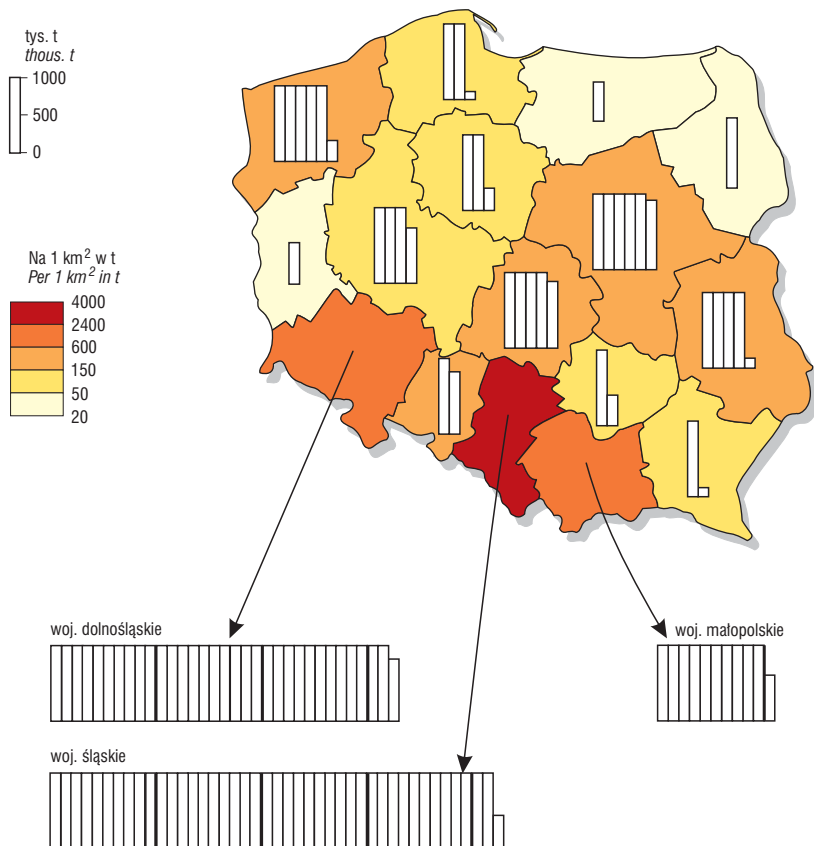 tys. t
thous. t
1000
500
0
Na 1 km² w t
Per 1 km² in t
4000
2400
600
150
50
20
woj. dolnośląskie
woj. małopolskie
woj. śląskie